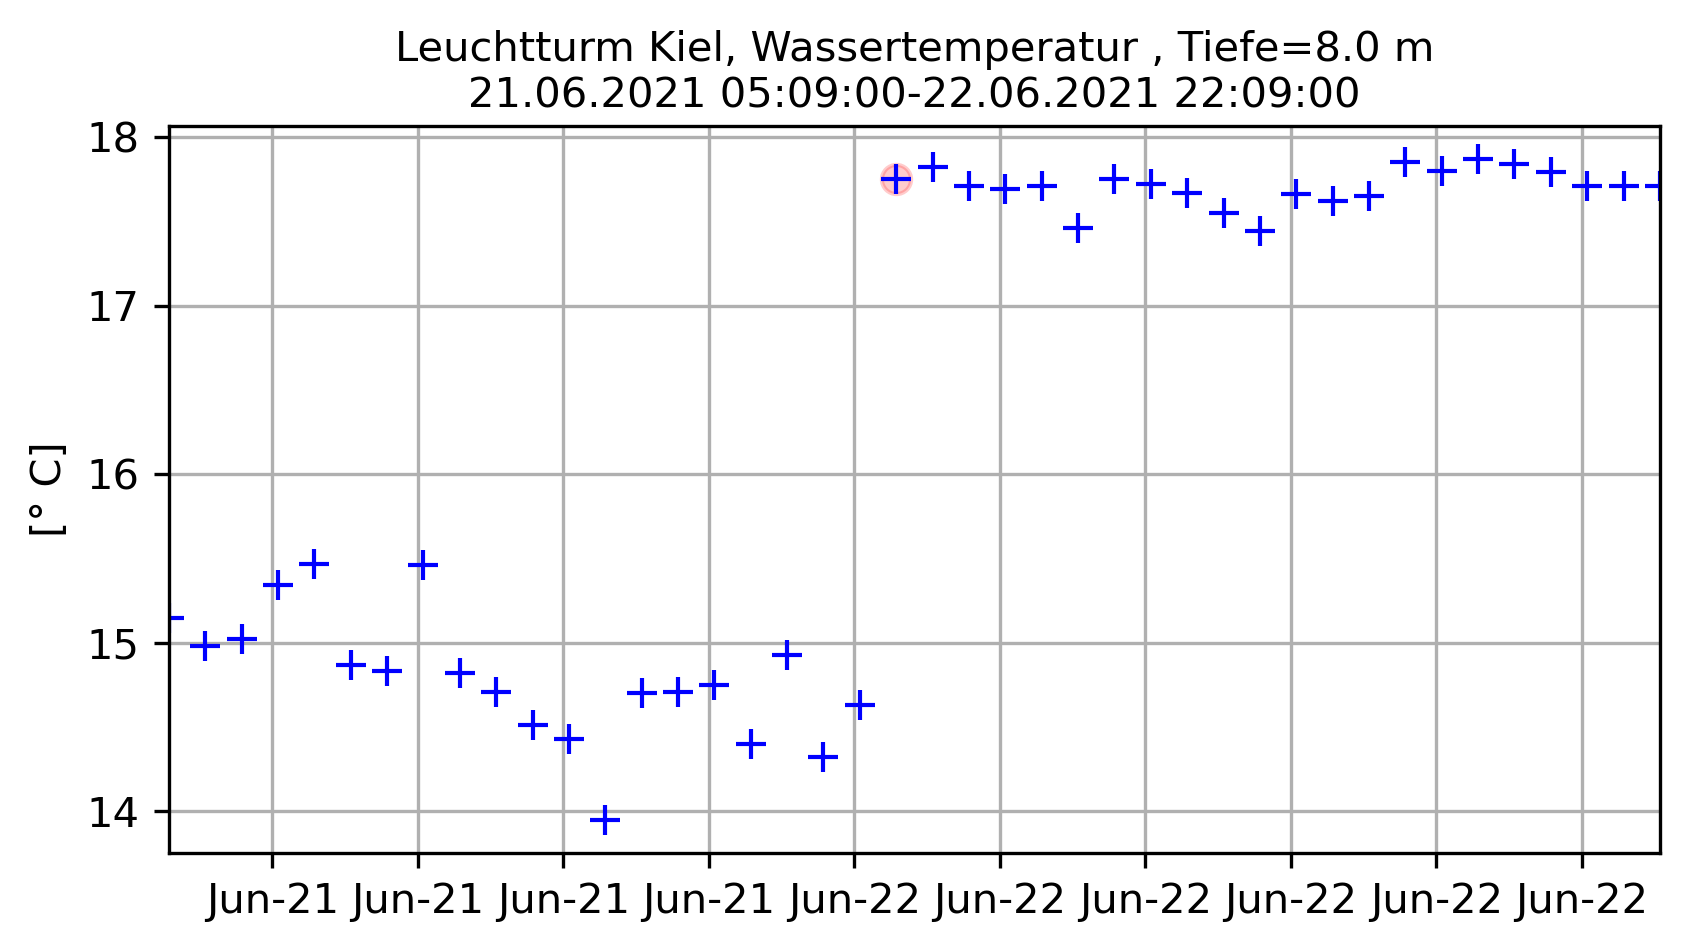 Leuchtturm Kiel, Wassertemperatur , Tiefe=8.0 m
21.06.2021 05:09:00-22.06.2021 22:09:00
18
17
16
15
14
[° C]
Jun-21 Jun-21 Jun-21 Jun-21 Jun-22 Jun-22 Jun-22 Jun-22 Jun-22 Jun-22